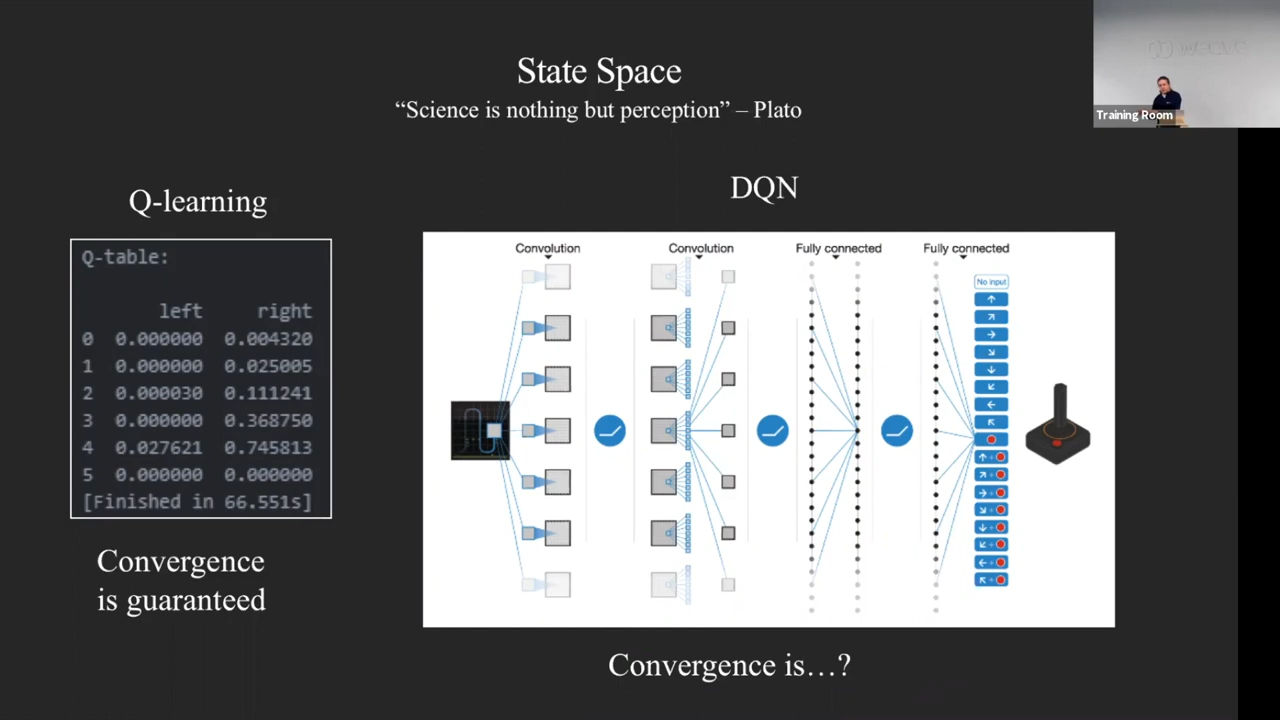 State Space
“Science is nothing but perception” – Plato
Training Room
Q-learning
Q-table:
left right
0 0.000000 0.004320
1 0.000000 0.025005
2 0.000030 0.111241
3 0.000000 0.368750
4 0.027621 0.745813
5 0.000000 0.000000
[Finished in 66.551s]
Convergence
is guaranteed
DQN
Convolution Convolution Fully connected Fully connected
No input
Convergence is…?